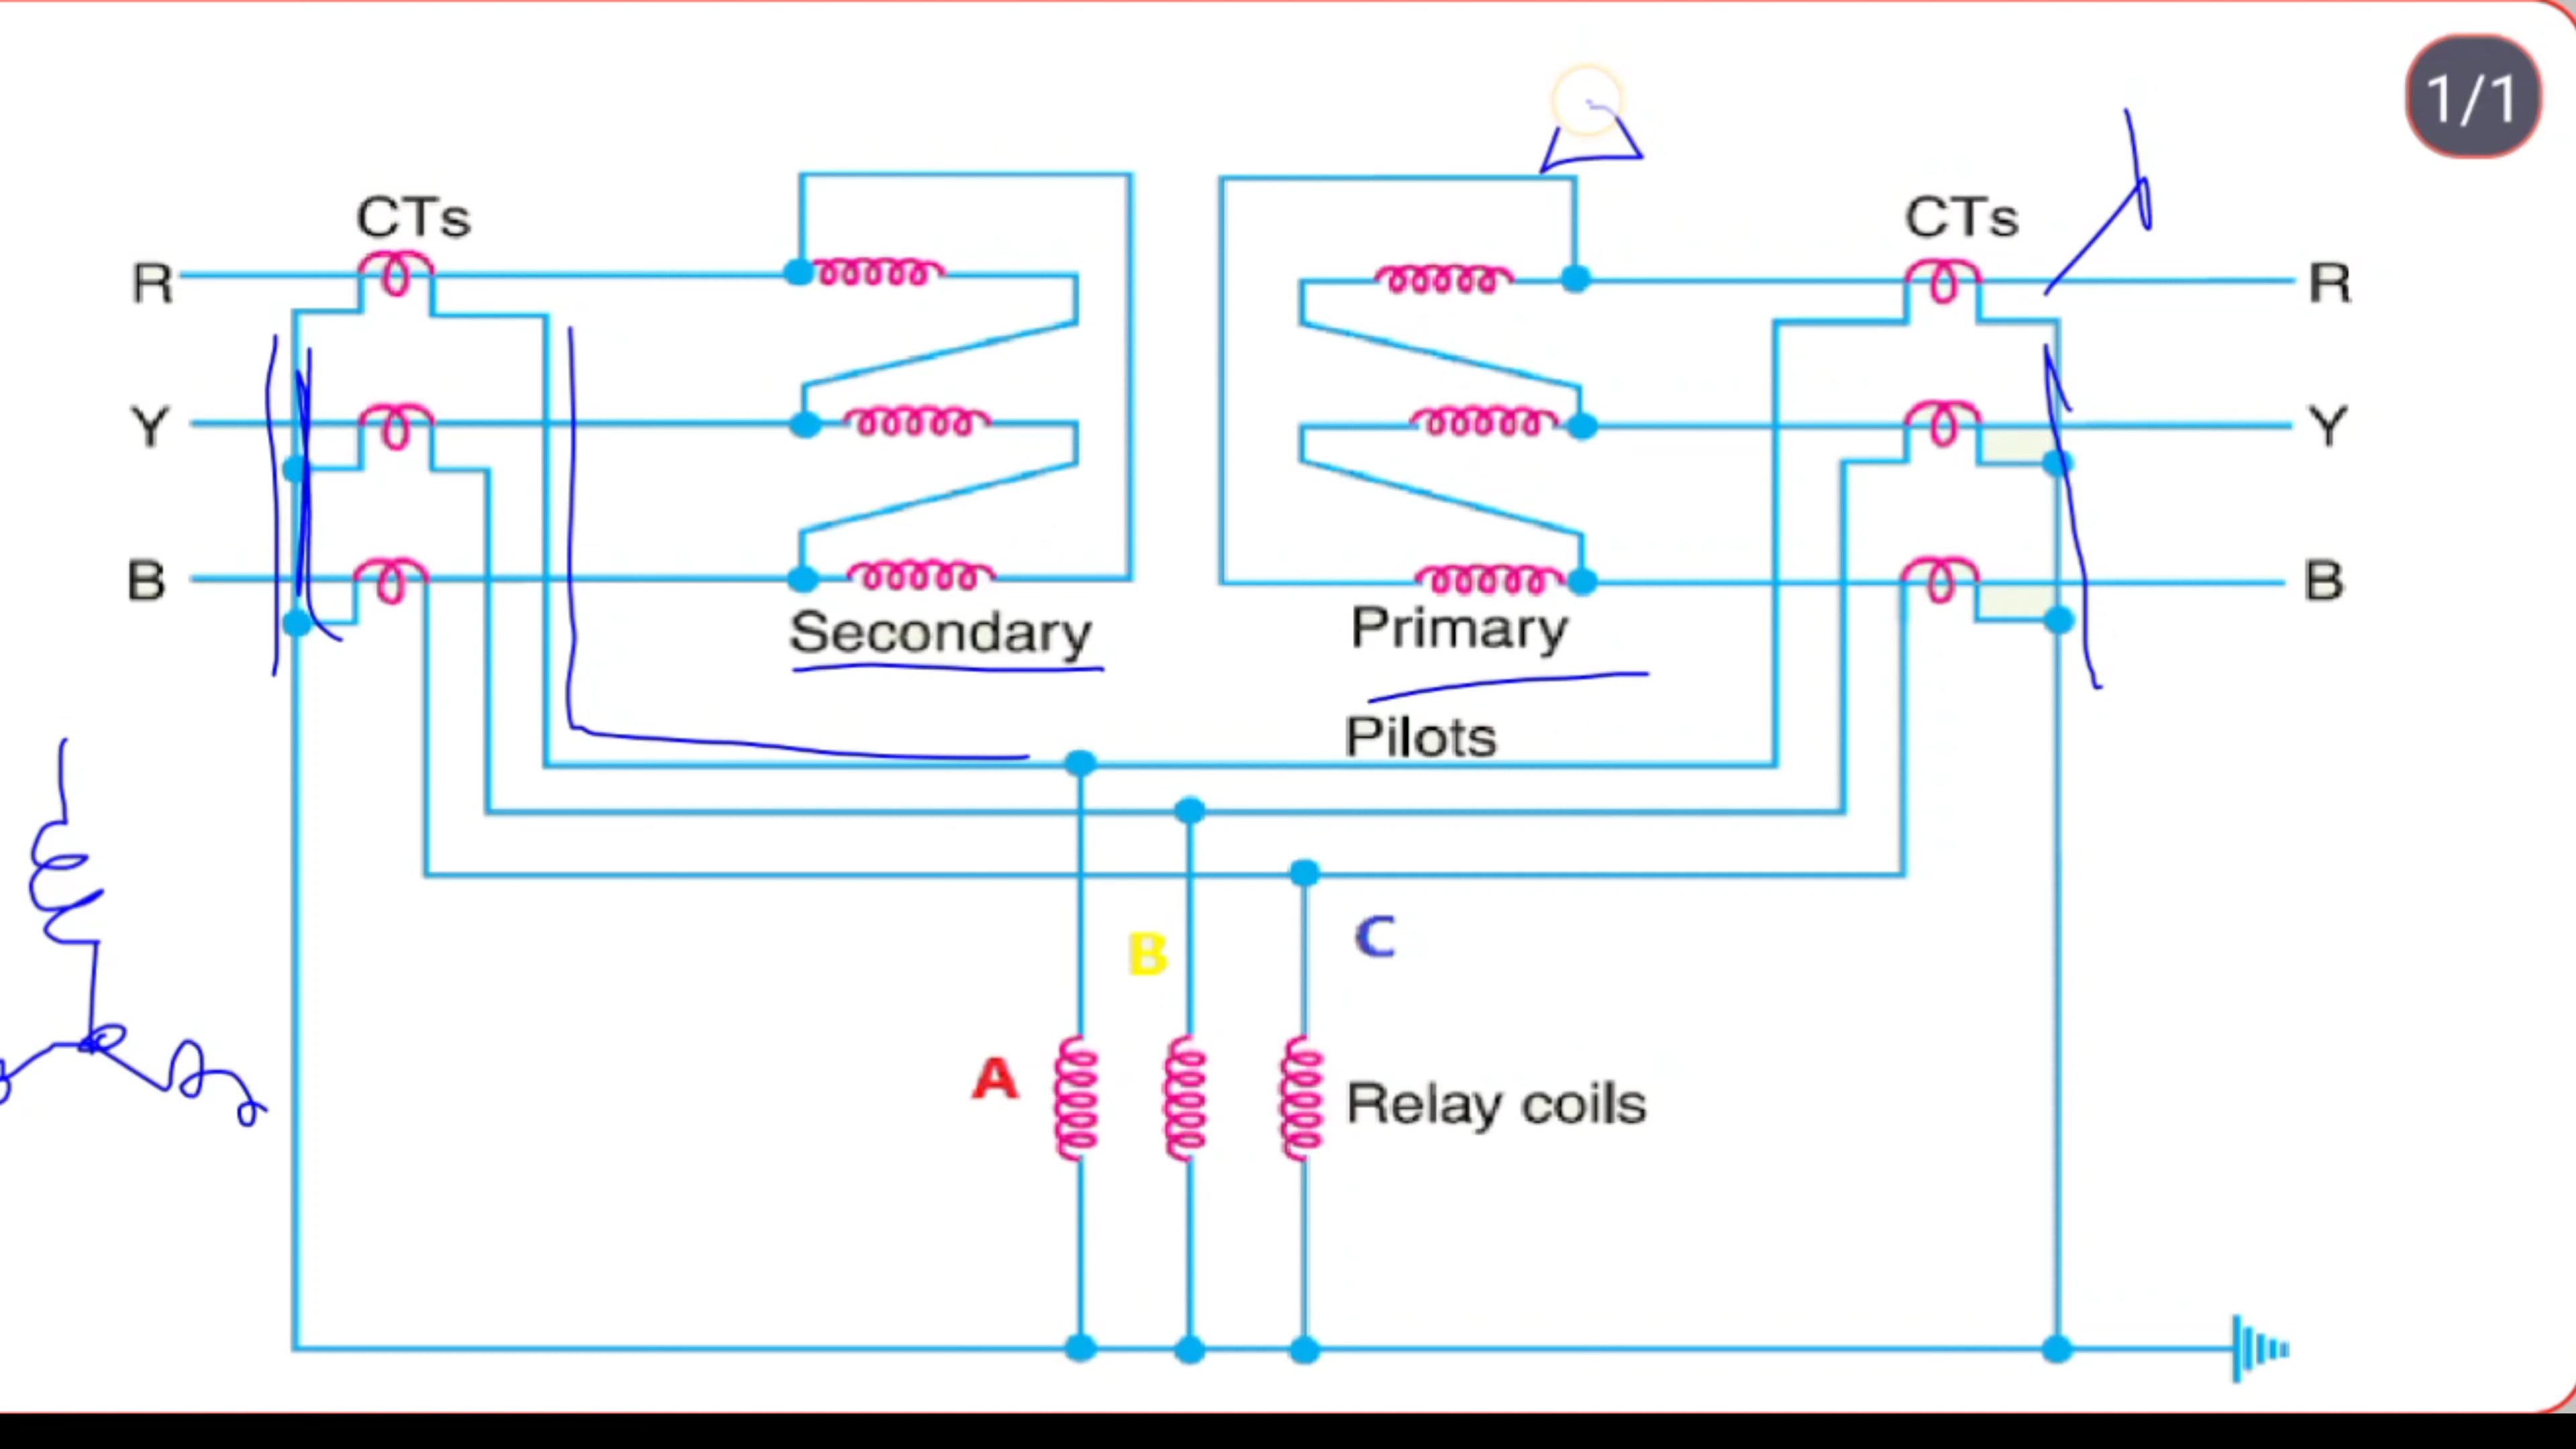 1/1
CTs CTs
R R
Y Y
B B
Secondary Primary
Pilots
B C
A Relay coils